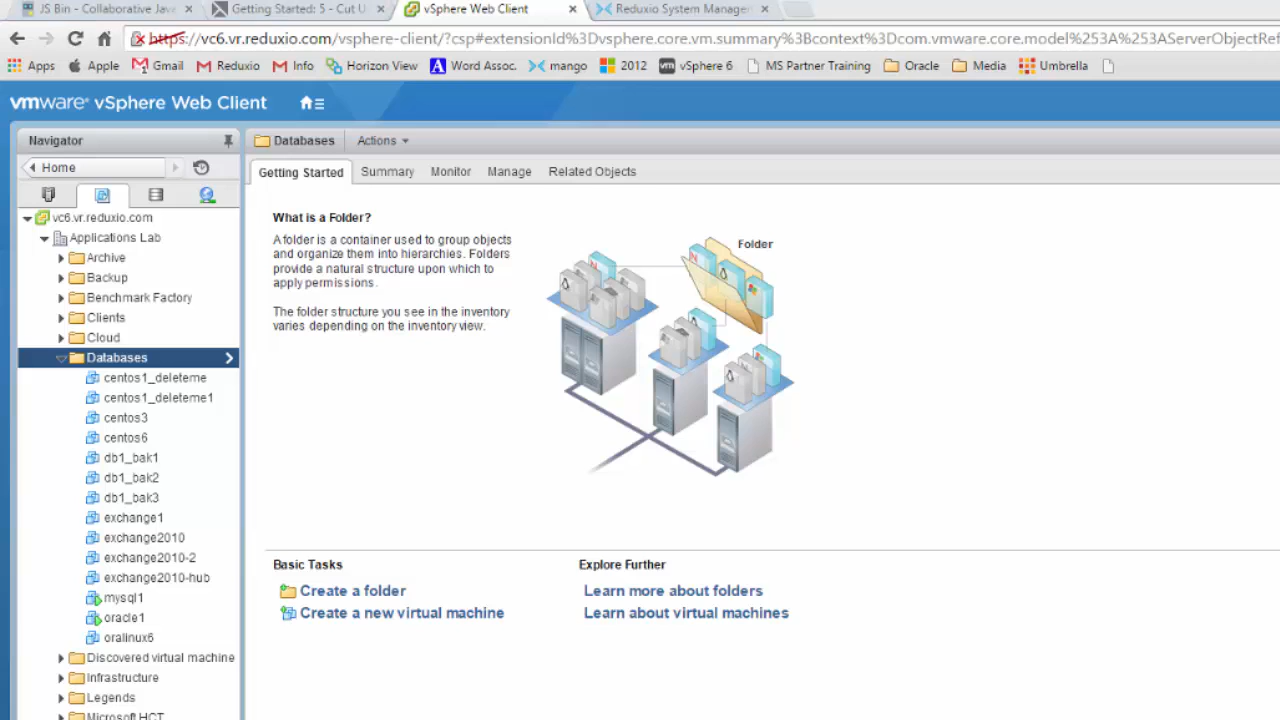 JS Bin - Collaborative Java
Getting Started: 5 - Cut U
vSphere Web Client
Reduxio System Manage
https://vc6.vr.reduxio.com/vsphere-client/?csp#extensionId%3Dvsphere.core.vm.summary%3Bcontext%3Dcom.vmware.core.model%253A%253AServerObjectRef
Apps Apple Gmail Reduxio Info Horizon View Word Assoc. mango 2012 vSphere 6 MS Partner Training Oracle Media Umbrella
vmware® vSphere Web Client
Navigator
Home
vc6.vr.reduxio.com
Applications Lab
Archive
Backup
Benchmark Factory
Clients
Cloud
Databases
centos1_deleteme
centos1_deleteme1
centos3
centos6
db1_bak1
db1_bak2
db1_bak3
exchange1
exchange2010
exchange2010-2
exchange2010-hub
mysql1
oracle1
oralinux6
Discovered virtual machine
Infrastructure
Legends
Microsoft HCT
Databases Actions
Getting Started Summary Monitor Manage Related Objects
What is a Folder?
A folder is a container used to group objects
and organize them into hierarchies. Folders
provide a natural structure upon which to
apply permissions.
The folder structure you see in the inventory
varies depending on the inventory view.
Folder
Basic Tasks
Create a folder
Create a new virtual machine
Explore Further
Learn more about folders
Learn about virtual machines